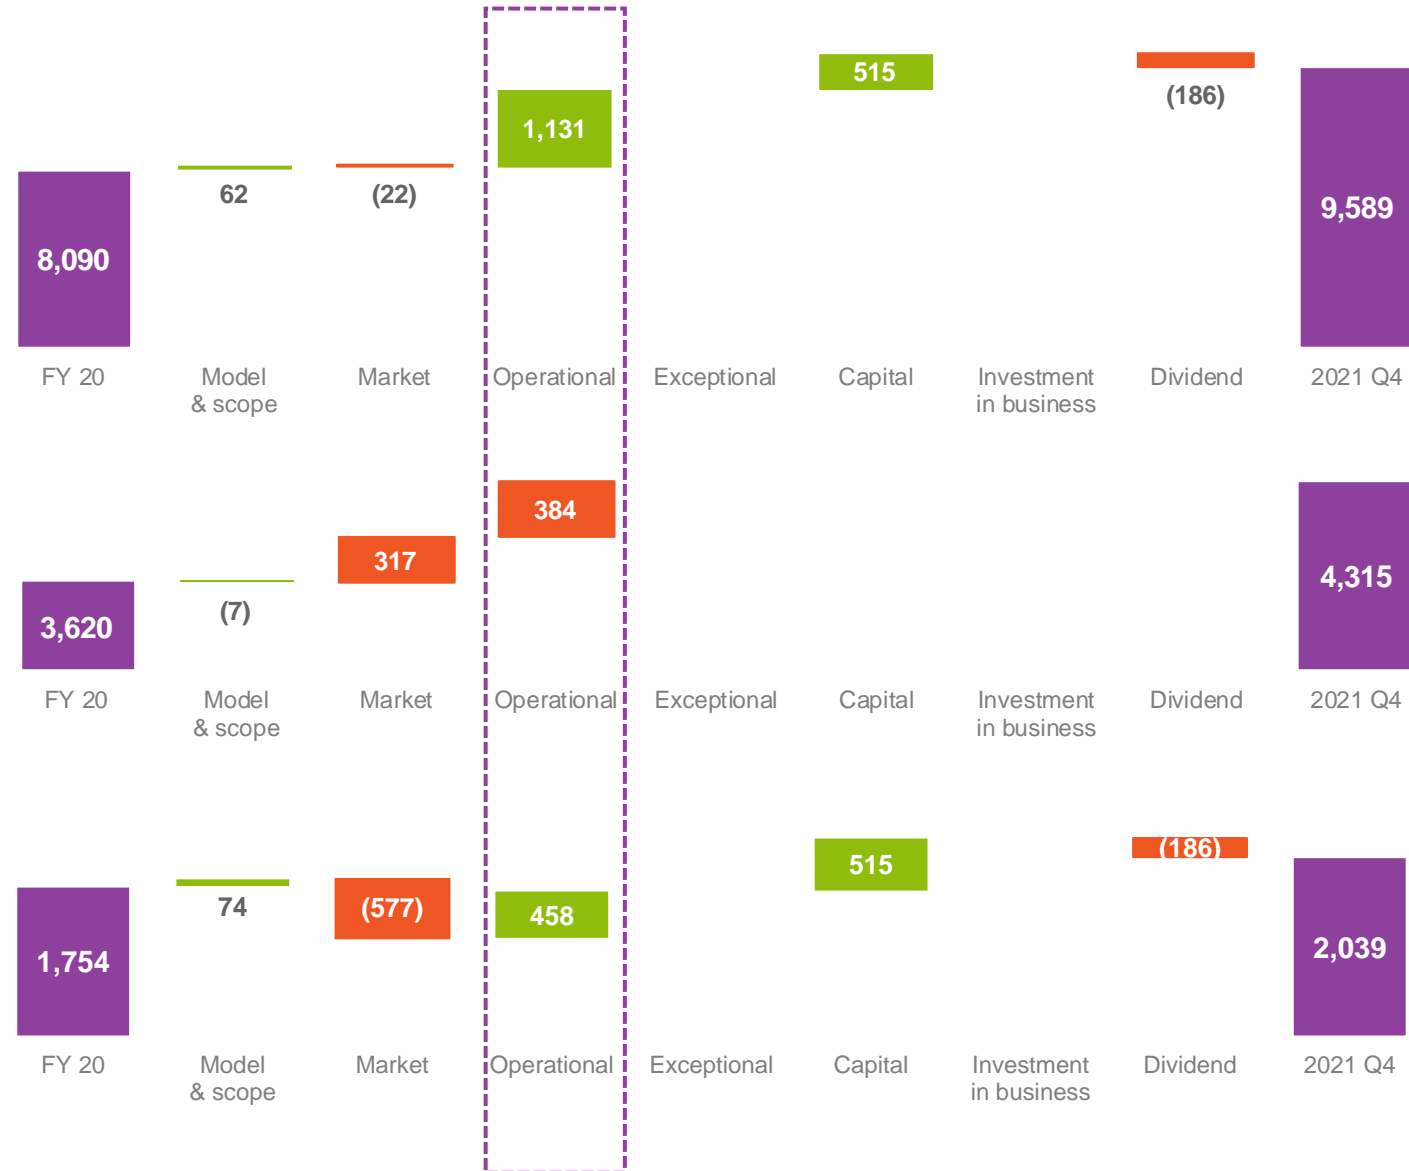 515
(186)
1,131
62
(22)
8,090
9,589
FY 20
Model
& scope
Market
Operational
Exceptional
Capital
Investment
in business
Dividend
2021 Q4
384
317
(7)
3,620
4,315
FY 20
Model
& scope
Market
Operational
Exceptional
Capital
Investment
in business
Dividend
2021 Q4
515
(186)
74
(577)
458
1,754
2,039
FY 20
Model
& scope
Market
Operational
Exceptional
Capital
Investment
in business
Dividend
2021 Q4